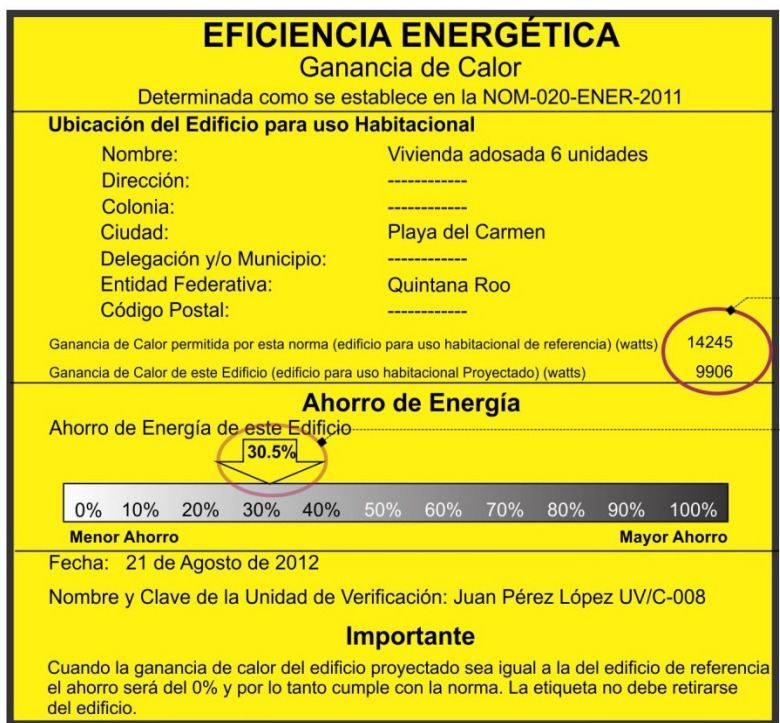 EFICIENCIA ENERGÉTICA
Ganancia de Calor
Determinada como se establece en la NOM-020-ENER-2011
Ubicación del Edificio para uso Habitacional
Nombre: Vivienda adosada 6 unidades
Dirección: ------------
Colonia: ------------
Ciudad: Playa del Carmen
Delegación y/o Municipio: ------------
Entidad Federativa: Quintana Roo
Código Postal: ------------
Ganancia de Calor permitida por esta norma (edificio para uso habitacional de referencia) (watts) 14245
Ganancia de Calor de este Edificio (edificio para uso habitacional Proyectado) (watts) 9906
Ahorro de Energía
Ahorro de Energía de este Edificio
30.5%
0% 10% 20% 30% 40% 50% 60% 70% 80% 90% 100%
Menor Ahorro Mayor Ahorro
Fecha: 21 de Agosto de 2012
Nombre y Clave de la Unidad de Verificación: Juan Pérez López UV/C-008
Importante
Cuando la ganancia de calor del edificio proyectado sea igual a la del edificio de referencia
el ahorro será del 0% y por lo tanto cumple con la norma. La etiqueta no debe retirarse
del edificio.